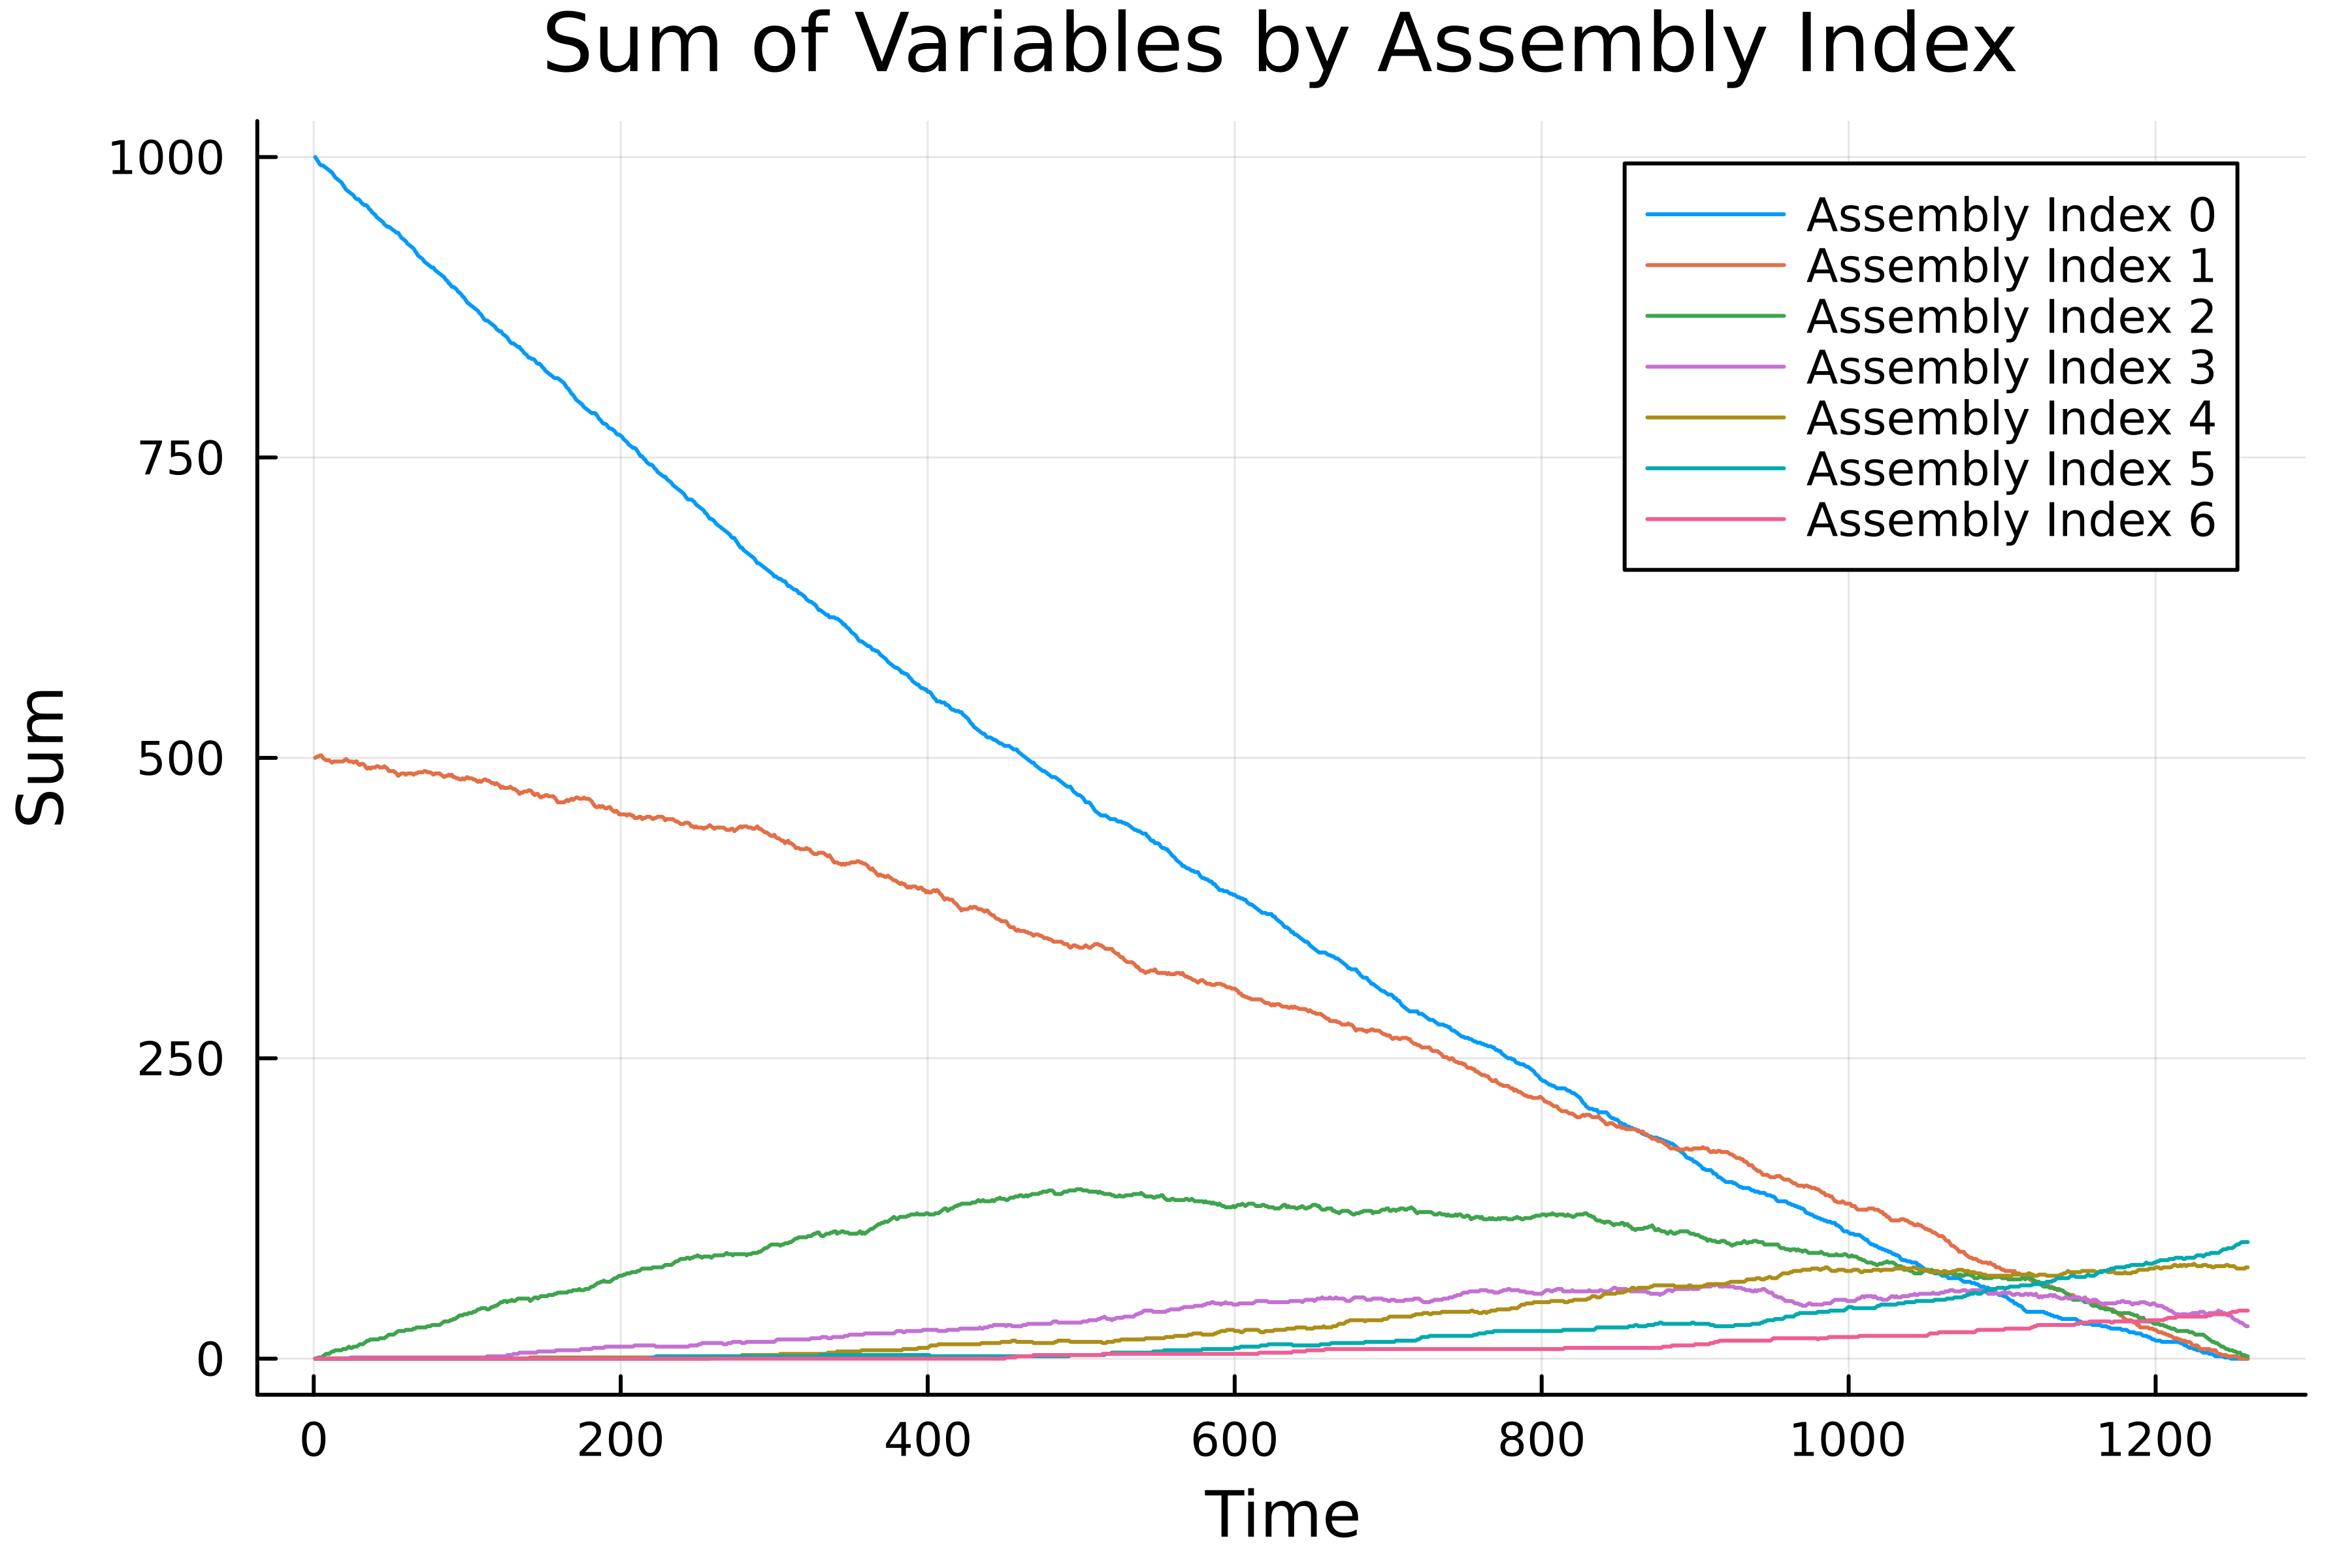 Sum of Variables by Assembly Index
1000
750
500
250
0
Sum
Assembly Index 0
Assembly Index 1
Assembly Index 2
Assembly Index 3
Assembly Index 4
Assembly Index 5
Assembly Index 6
0 200 400 600 800 1000 1200
Time